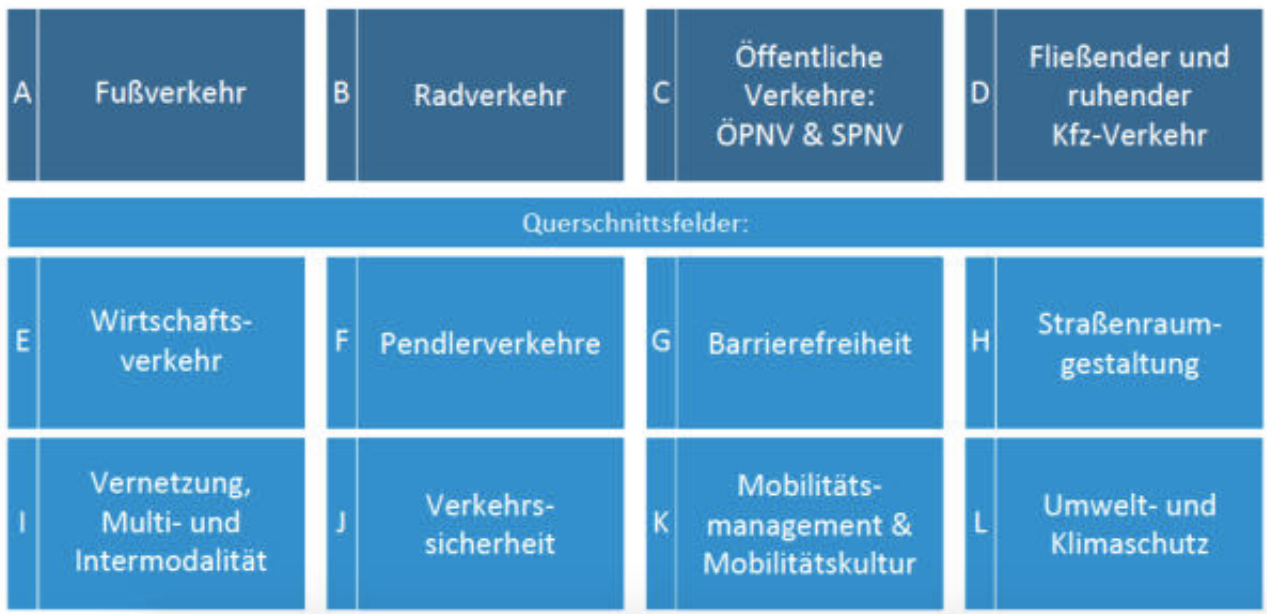 A
Fußverkehr
B
Radverkehr
C
Öffentliche
Verkehre:
ÖPNV & SPNV
D
Fließender und
ruhender
Kfz-Verkehr
Querschnittsfelder:
E
Wirtschafts-
verkehr
F
Pendlerverkehre
G
Barrierefreiheit
H
Straßenraum-
gestaltung
I
Vernetzung,
Multi- und
Intermodalität
J
Verkehrs-
sicherheit
K
Mobilitäts-
management &
Mobilitätskultur
L
Umwelt- und
Klimaschutz